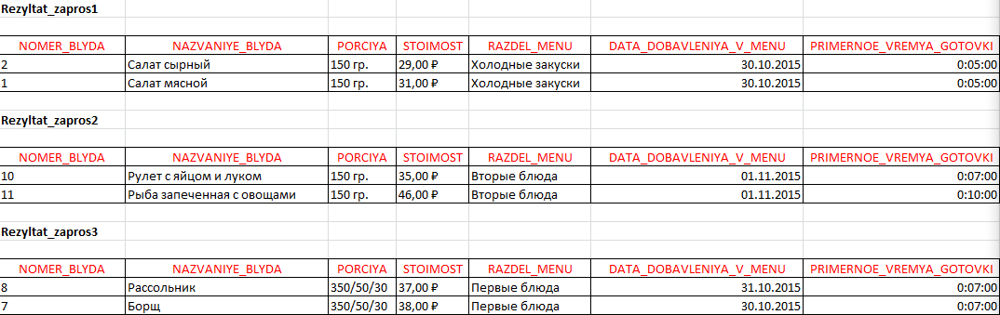 Rezyltat_zapros1
NOMER_BLYDA NAZVANIYE_BLYDA PORCIYA STOIMOST RAZDEL_MENU DATA_DOBAVLENIYA_V_MENU PRIMERNOE_VREMYA_GOTOVKI
2 Салат сырный 150 гр. 29,00 ₽ Холодные закуски 30.10.2015 0:05:00
1 Салат мясной 150 гр. 31,00 ₽ Холодные закуски 30.10.2015 0:05:00
Rezyltat_zapros2
NOMER_BLYDA NAZVANIYE_BLYDA PORCIYA STOIMOST RAZDEL_MENU DATA_DOBAVLENIYA_V_MENU PRIMERNOE_VREMYA_GOTOVKI
10 Рулет с яйцом и луком 150 гр. 35,00 ₽ Вторые блюда 01.11.2015 0:07:00
11 Рыба запеченная с овощами 150 гр. 46,00 ₽ Вторые блюда 01.11.2015 0:10:00
Rezyltat_zapros3
NOMER_BLYDA NAZVANIYE_BLYDA PORCIYA STOIMOST RAZDEL_MENU DATA_DOBAVLENIYA_V_MENU PRIMERNOE_VREMYA_GOTOVKI
8 Рассольник 350/50/30 37,00 ₽ Первые блюда 31.10.2015 0:07:00
7 Борщ 350/50/30 38,00 ₽ Первые блюда 30.10.2015 0:07:00